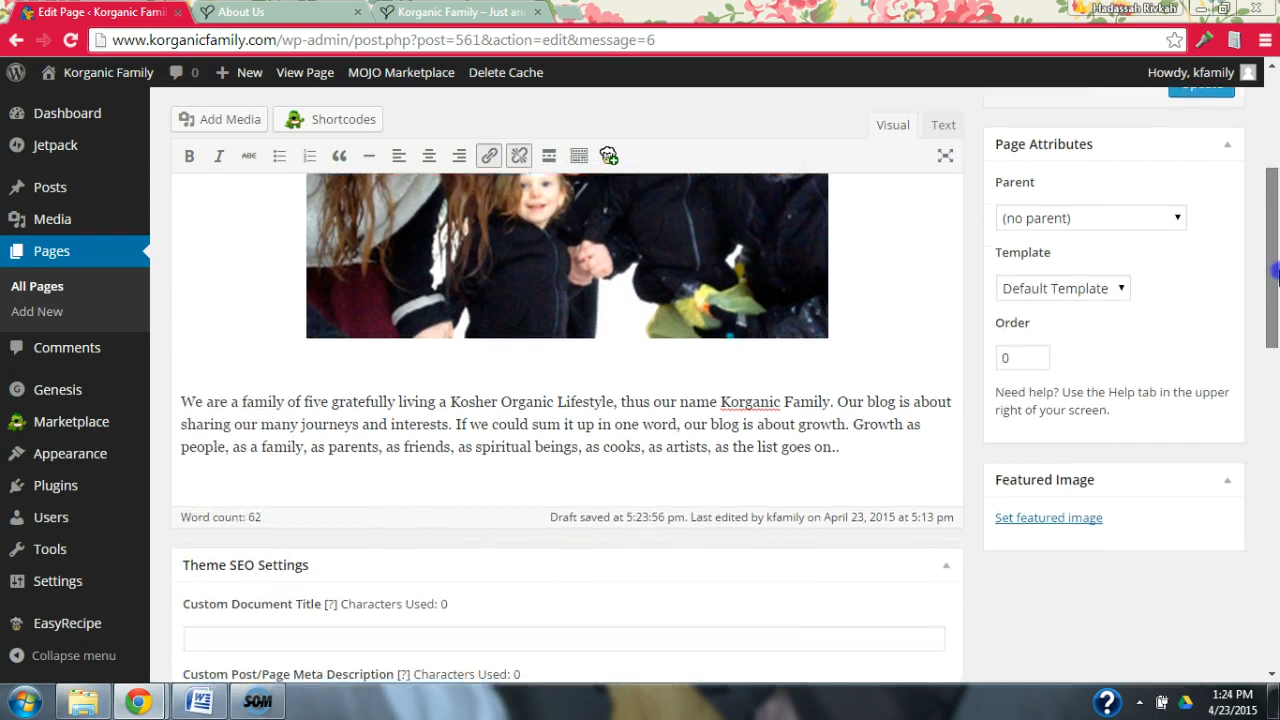 Edit Page ‹ Korganic Famil
About Us
Korganic Family – Just an
Hadassah Rivkah
www.korganicfamily.com/wp-admin/post.php?post=561&action=edit&message=6
Korganic Family
0
New
View Page
MOJO Marketplace
Delete Cache
Howdy, kfamily
Dashboard
Jetpack
Posts
Media
Pages
All Pages
Add New
Comments
Genesis
Marketplace
Appearance
Plugins
Users
Tools
Settings
EasyRecipe
Collapse menu
Add Media
Shortcodes
Visual
Text
B I ABC
We are a family of five gratefully living a Kosher Organic Lifestyle, thus our name Korganic Family. Our blog is about
sharing our many journeys and interests. If we could sum it up in one word, our blog is about growth. Growth as
people, as a family, as parents, as friends, as spiritual beings, as cooks, as artists, as the list goes on..
Word count: 62
Draft saved at 5:23:56 pm. Last edited by kfamily on April 23, 2015 at 5:13 pm
Theme SEO Settings
Custom Document Title [?] Characters Used: 0
Custom Post/Page Meta Description [?] Characters Used: 0
Page Attributes
Parent
(no parent)
Template
Default Template
Order
0
Need help? Use the Help tab in the upper
right of your screen.
Featured Image
Set featured image
SOM
1:24 PM
4/23/2015